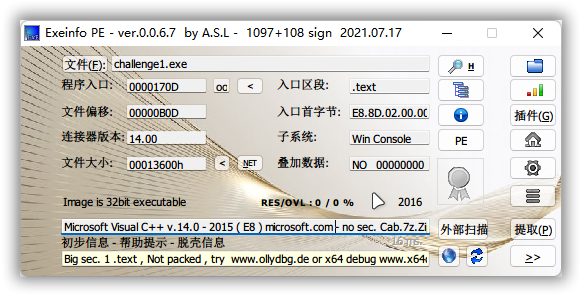 Exeinfo PE - ver.0.0.6.7 by A.S.L - 1097+108 sign 2021.07.17
文件(F): challenge1.exe H
程序入口: 0000170D oc < 入口区段: .text
文件偏移: 00000B0D 入口首字节: E8.8D.02.00.00 插件(G)
连接器版本: 14.00 子系统: Win Console PE
文件大小: 00013600h < NET 叠加数据: NO 00000000
Image is 32bit executable RES/OVL : 0 / 0 % 2016
Microsoft Visual C++ v.14.0 - 2015 ( E8 ) microsoft.com - no sec. Cab.7z.Zi 外部扫描 提取(P)
初步信息 - 帮助提示 - 脱壳信息 16 ms.
Big sec. 1 .text , Not packed , try www.ollydbg.de or x64 debug www.x64 >>